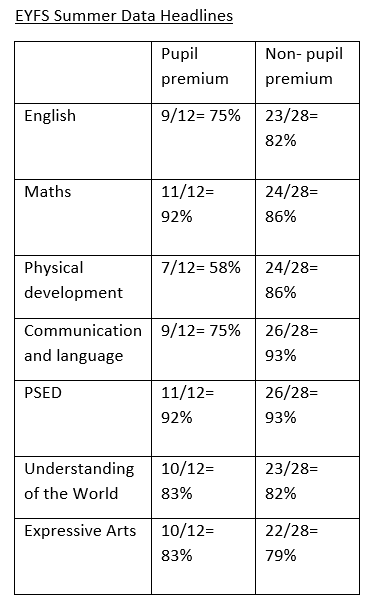 EYFS Summer Data Headlines
Pupil premium
Non- pupil premium
English
9/12= 75%
23/28= 82%
Maths
11/12= 92%
24/28= 86%
Physical development
7/12= 58%
24/28= 86%
Communication and language
9/12= 75%
26/28= 93%
PSED
11/12= 92%
26/28= 93%
Understanding of the World
10/12= 83%
23/28= 82%
Expressive Arts
10/12= 83%
22/28= 79%